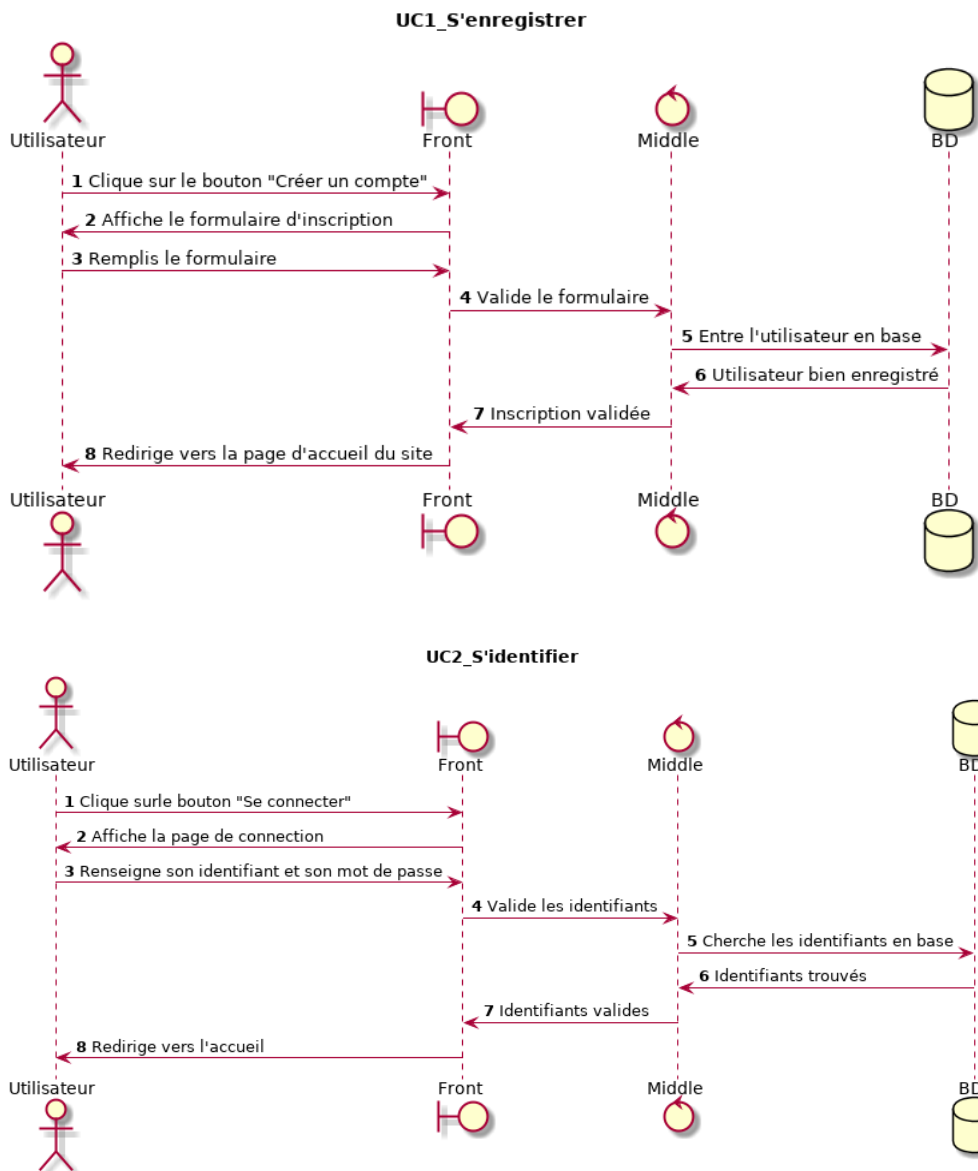 UC1_S'enregistrer
Utilisateur Front Middle BD
1 Clique sur le bouton "Créer un compte"
2 Affiche le formulaire d'inscription
3 Remplis le formulaire
4 Valide le formulaire
5 Entre l'utilisateur en base
6 Utilisateur bien enregistré
7 Inscription validée
8 Redirige vers la page d'accueil du site
Utilisateur Front Middle BD
UC2_S'identifier
Utilisateur Front Middle BD
1 Clique surle bouton "Se connecter"
2 Affiche la page de connection
3 Renseigne son identifiant et son mot de passe
4 Valide les identifiants
5 Cherche les identifiants en base
6 Identifiants trouvés
7 Identifiants valides
8 Redirige vers l'accueil
Utilisateur Front Middle BD